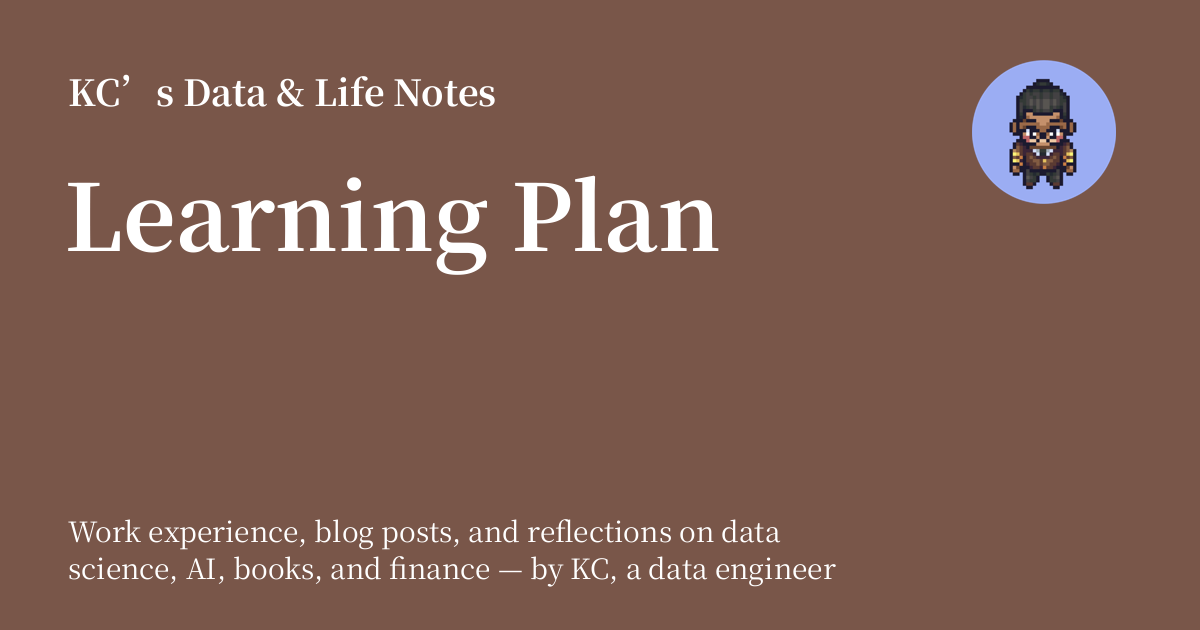 KC’s Data & Life Notes
Learning Plan
Work experience, blog posts, and reflections on data
science, AI, books, and finance — by KC, a data engineer